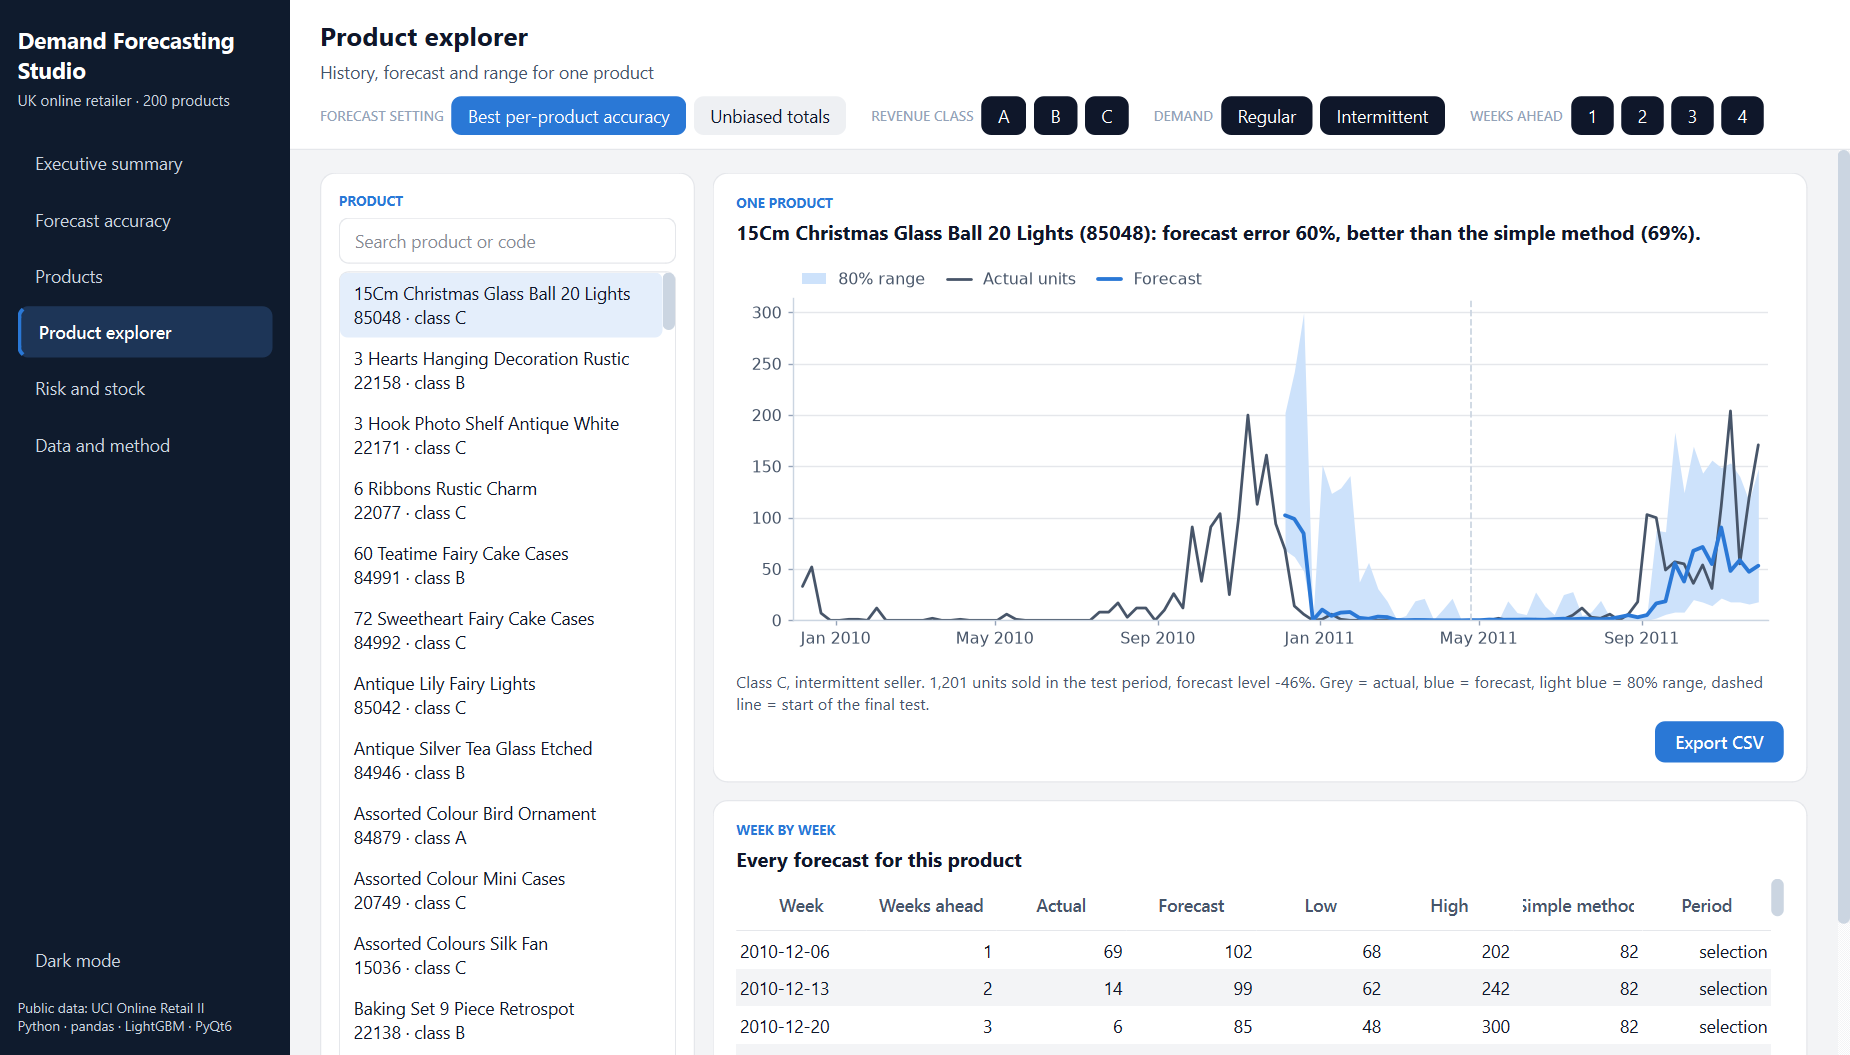 Demand Forecasting
Studio
UK online retailer · 200 products
Executive summary
Forecast accuracy
Products
Product explorer
Risk and stock
Data and method
Dark mode
Public data: UCI Online Retail II
Python · pandas · LightGBM · PyQt6
Product explorer
History, forecast and range for one product
FORECAST SETTING Best per-product accuracy Unbiased totals REVENUE CLASS A B C DEMAND Regular Intermittent WEEKS AHEAD 1 2 3 4
PRODUCT
Search product or code
15Cm Christmas Glass Ball 20 Lights
85048 · class C
3 Hearts Hanging Decoration Rustic
22158 · class B
3 Hook Photo Shelf Antique White
22171 · class C
6 Ribbons Rustic Charm
22077 · class C
60 Teatime Fairy Cake Cases
84991 · class B
72 Sweetheart Fairy Cake Cases
84992 · class C
Antique Lily Fairy Lights
85042 · class C
Antique Silver Tea Glass Etched
84946 · class B
Assorted Colour Bird Ornament
84879 · class A
Assorted Colour Mini Cases
20749 · class C
Assorted Colours Silk Fan
15036 · class C
Baking Set 9 Piece Retrospot
22138 · class B
ONE PRODUCT
15Cm Christmas Glass Ball 20 Lights (85048): forecast error 60%, better than the simple method (69%).
80% range Actual units Forecast
300
250
200
150
100
50
0
Jan 2010 May 2010 Sep 2010 Jan 2011 May 2011 Sep 2011
Class C, intermittent seller. 1,201 units sold in the test period, forecast level -46%. Grey = actual, blue = forecast, light blue = 80% range, dashed
line = start of the final test.
Export CSV
WEEK BY WEEK
Every forecast for this product
Week Weeks ahead Actual Forecast Low High Simple method Period
2010-12-06 1 69 102 68 202 82 selection
2010-12-13 2 14 99 62 242 82 selection
2010-12-20 3 6 85 48 300 82 selection